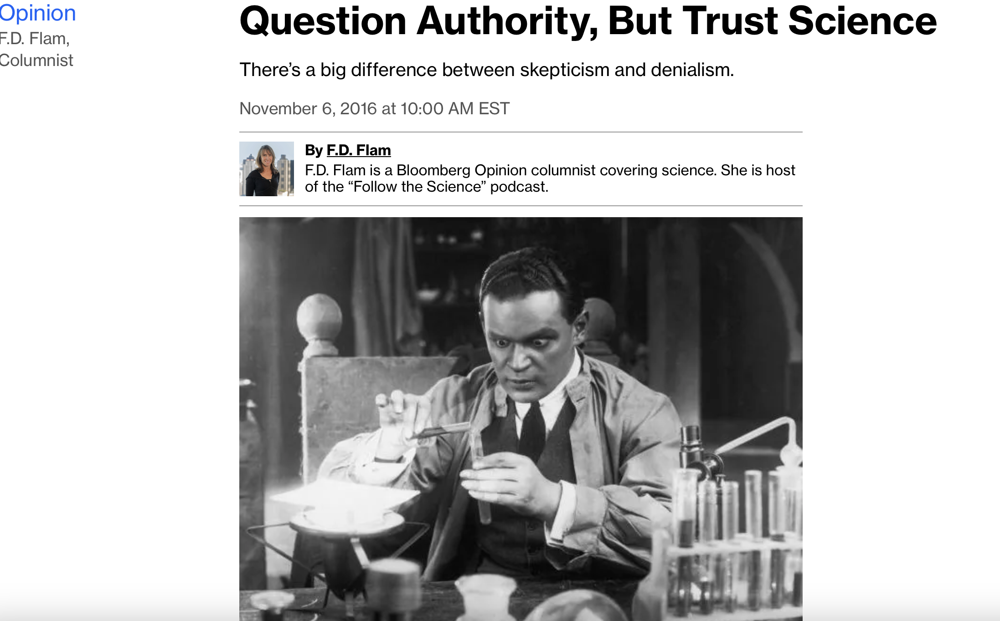 Opinion
F.D. Flam,
Columnist
Question Authority, But Trust Science
There’s a big difference between skepticism and denialism.
November 6, 2016 at 10:00 AM EST
By F.D. Flam
F.D. Flam is a Bloomberg Opinion columnist covering science. She is host
of the “Follow the Science” podcast.